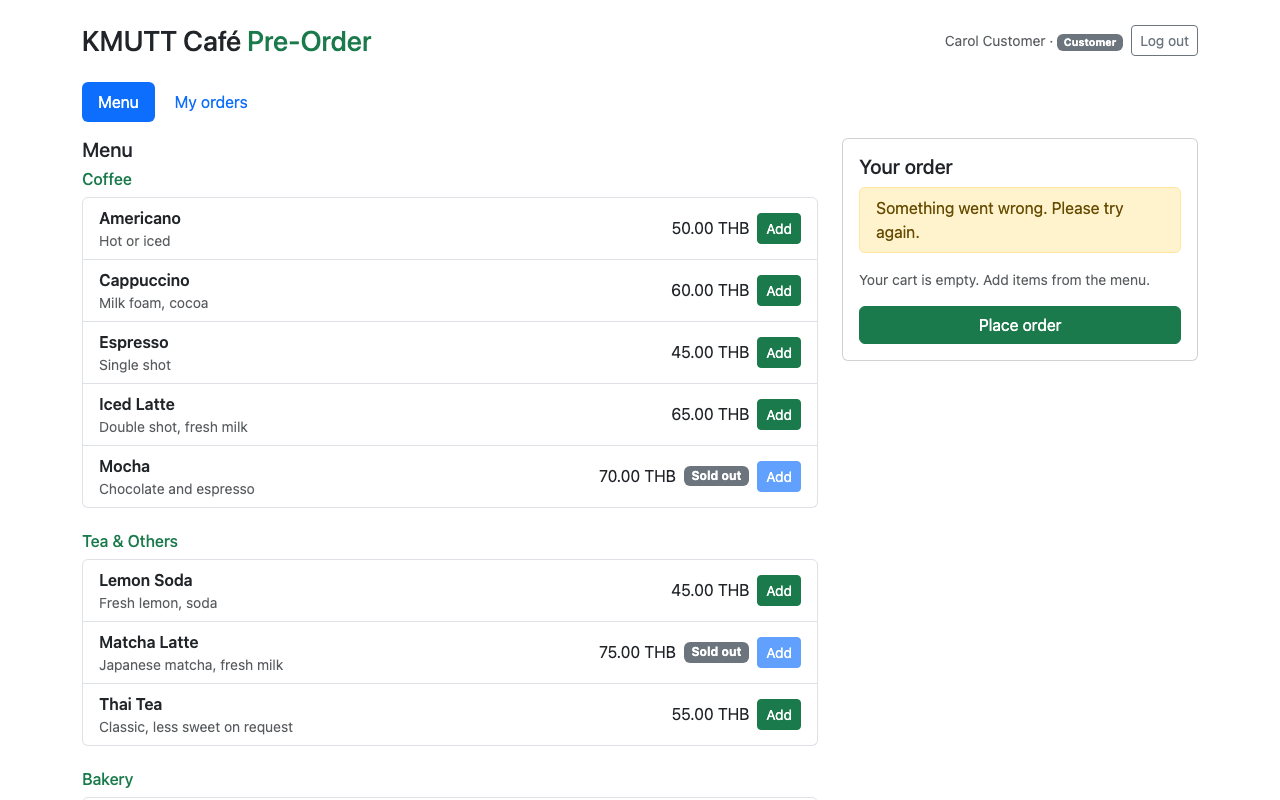 KMUTT Café Pre-Order
Carol Customer · Customer Log out
Menu My orders
Menu
Coffee
Americano
Hot or iced
50.00 THB Add
Cappuccino
Milk foam, cocoa
60.00 THB Add
Espresso
Single shot
45.00 THB Add
Iced Latte
Double shot, fresh milk
65.00 THB Add
Mocha
Chocolate and espresso
70.00 THB Sold out Add
Tea & Others
Lemon Soda
Fresh lemon, soda
45.00 THB Add
Matcha Latte
Japanese matcha, fresh milk
75.00 THB Sold out Add
Thai Tea
Classic, less sweet on request
55.00 THB Add
Bakery
Your order
Something went wrong. Please try
again.
Your cart is empty. Add items from the menu.
Place order